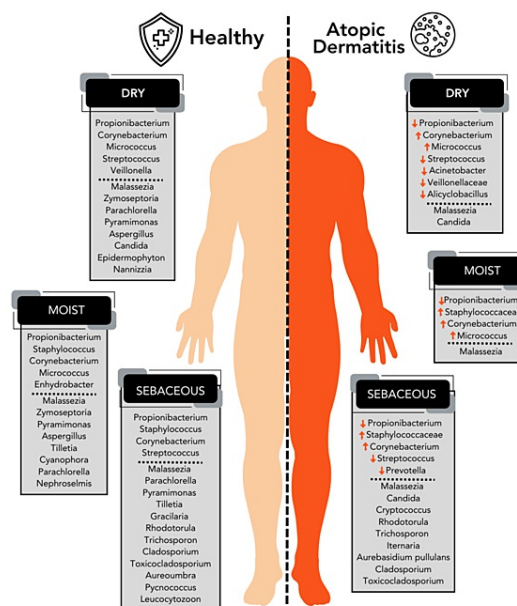 Healthy
Atopic
Dermatitis
DRY
Propionibacterium
Corynebacterium
Micrococcus
Streptococcus
Veillonella
Malassezia
Zymoseptoria
Parachlorella
Pyramimonas
Aspergillus
Candida
Epidermophyton
Nannizzia
MOIST
Propionibacterium
Staphylococcus
Corynebacterium
Micrococcus
Enhydrobacter
Malassezia
Zymoseptoria
Pyramimonas
Aspergillus
Tilletia
Cyanophora
Parachlorella
Nephroselmis
SEBACEOUS
Propionibacterium
Staphylococcus
Corynebacterium
Streptococcus
Malassezia
Parachlorella
Pyramimonas
Tilletia
Gracilaria
Rhodotorula
Trichosporon
Cladosporium
Toxicocladosporium
Aureoumbra
Pycnococcus
Leucocytozoon
DRY
↓Propionibacterium
↑Corynebacterium
↑Micrococcus
↓Streptococcus
↓Acinetobacter
↓Veillonellaceae
↓Alicyclobacillus
Malassezia
Candida
MOIST
↓Propionibacterium
↑Staphylococcaceae
↑Corynebacterium
↑Micrococcus
Malassezia
SEBACEOUS
↓Propionibacterium
↑Staphylococcaceae
↑Corynebacterium
↓Streptococcus
↓Prevotella
Malassezia
Candida
Cryptococcus
Rhodotorula
Trichosporon
Iternaria
Aurebasidium pullulans
Cladosporium
Toxicocladosporium